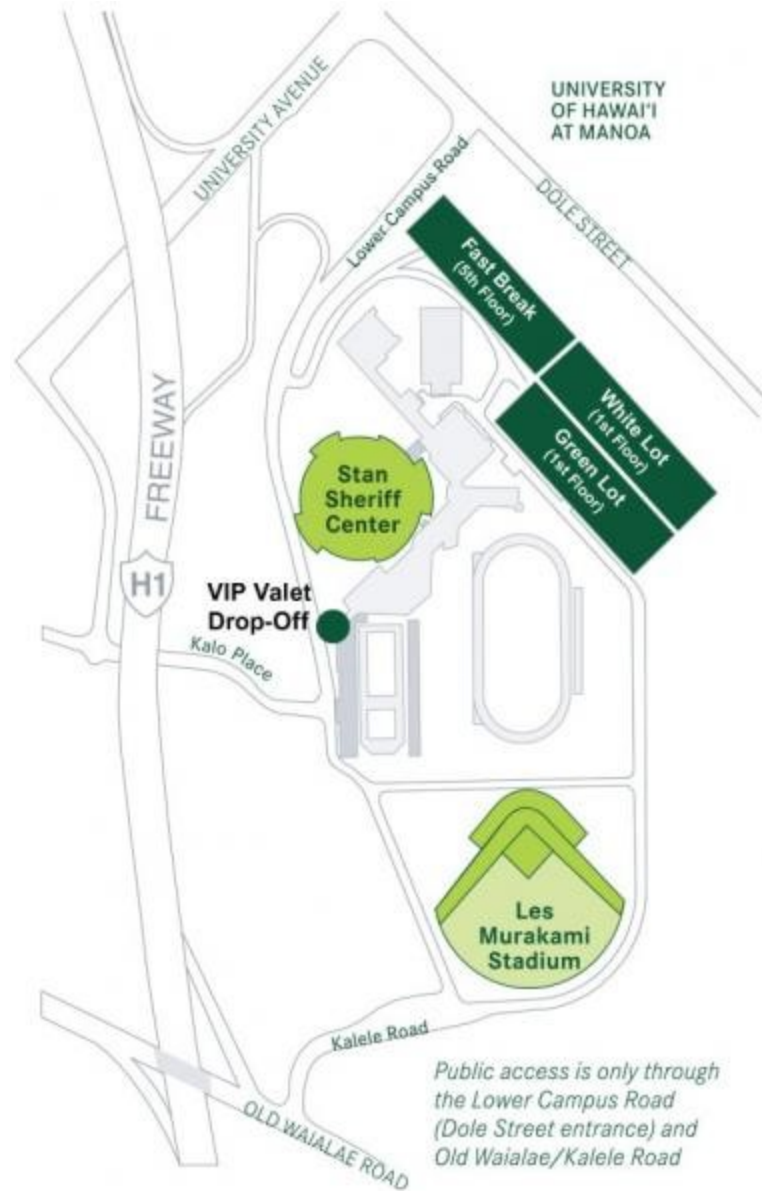 UNIVERSITY
OF HAWAI'I
AT MANOA
UNIVERSITY AVENUE
Lower Campus Road
DOLE STREET
Fast Break
(5th Floor)
White Lot
(1st Floor)
Green Lot
(1st Floor)
FREEWAY
H1
Stan
Sheriff
Center
VIP Valet
Drop-Off
Kalo Place
Les
Murakami
Stadium
Kalele Road
OLD WAIALAE ROAD
Public access is only through
the Lower Campus Road
(Dole Street entrance) and
Old Waialae/Kalele Road